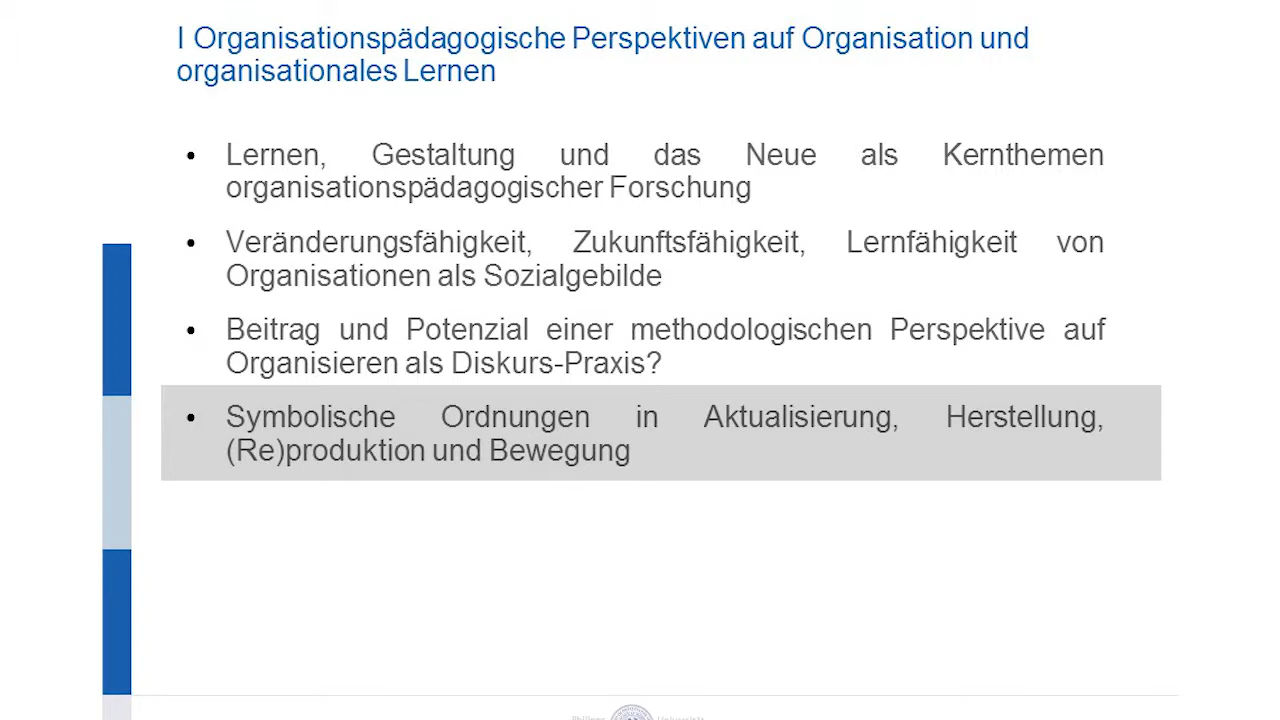 I Organisationspädagogische Perspektiven auf Organisation und
organisationales Lernen
• Lernen, Gestaltung und das Neue als Kernthemen
organisationspädagogischer Forschung
• Veränderungsfähigkeit, Zukunftsfähigkeit, Lernfähigkeit von
Organisationen als Sozialgebilde
• Beitrag und Potenzial einer methodologischen Perspektive auf
Organisieren als Diskurs-Praxis?
• Symbolische Ordnungen in Aktualisierung, Herstellung,
(Re)produktion und Bewegung